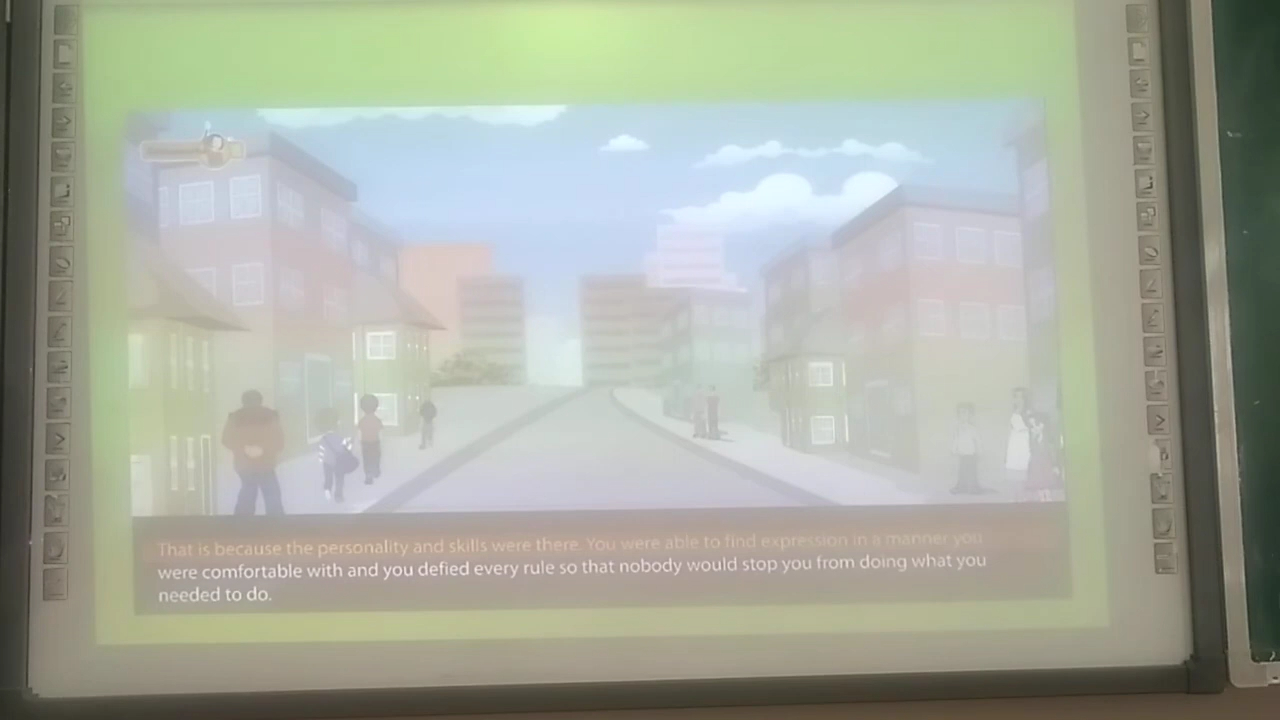 That is because the personality and skills were there. You were able to find expression in a manner you
were comfortable with and you defied every rule so that nobody would stop you from doing what you
needed to do.